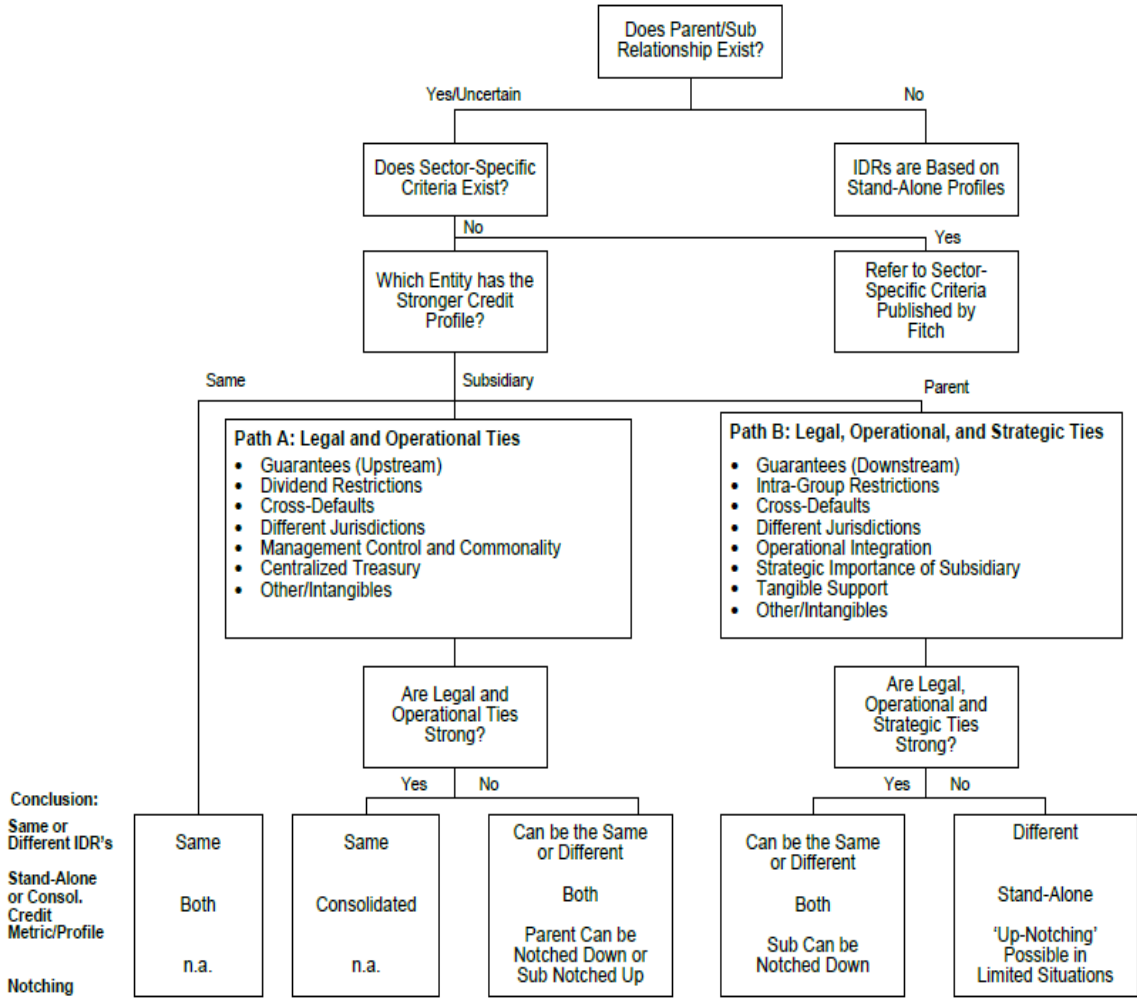 Does Parent/Sub
Relationship Exist?
Yes/Uncertain
No
Does Sector-Specific
Criteria Exist?
IDRs are Based on
Stand-Alone Profiles
No
Yes
Which Entity has the
Stronger Credit
Profile?
Refer to Sector-
Specific Criteria
Published by
Fitch
Same
Subsidiary
Parent
Path A: Legal and Operational Ties
• Guarantees (Upstream)
• Dividend Restrictions
• Cross-Defaults
• Different Jurisdictions
• Management Control and Commonality
• Centralized Treasury
• Other/Intangibles
Path B: Legal, Operational, and Strategic Ties
• Guarantees (Downstream)
• Intra-Group Restrictions
• Cross-Defaults
• Different Jurisdictions
• Operational Integration
• Strategic Importance of Subsidiary
• Tangible Support
• Other/Intangibles
Are Legal and
Operational Ties
Strong?
Are Legal,
Operational and
Strategic Ties
Strong?
Yes
No
Yes
No
Conclusion:
Same or
Different IDR's
Stand-Alone
or Consol.
Credit
Metric/Profile
Notching
Same
Both
n.a.
Same
Consolidated
n.a.
Can be the Same
or Different
Both
Parent Can be
Notched Down or
Sub Notched Up
Can be the Same
or Different
Both
Sub Can be
Notched Down
Different
Stand-Alone
‘Up-Notching’
Possible in
Limited Situations